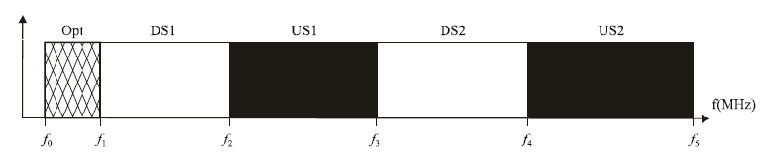 Opt DS1 US1 DS2 US2
f(MHz)
f0 f1 f2 f3 f4 f5